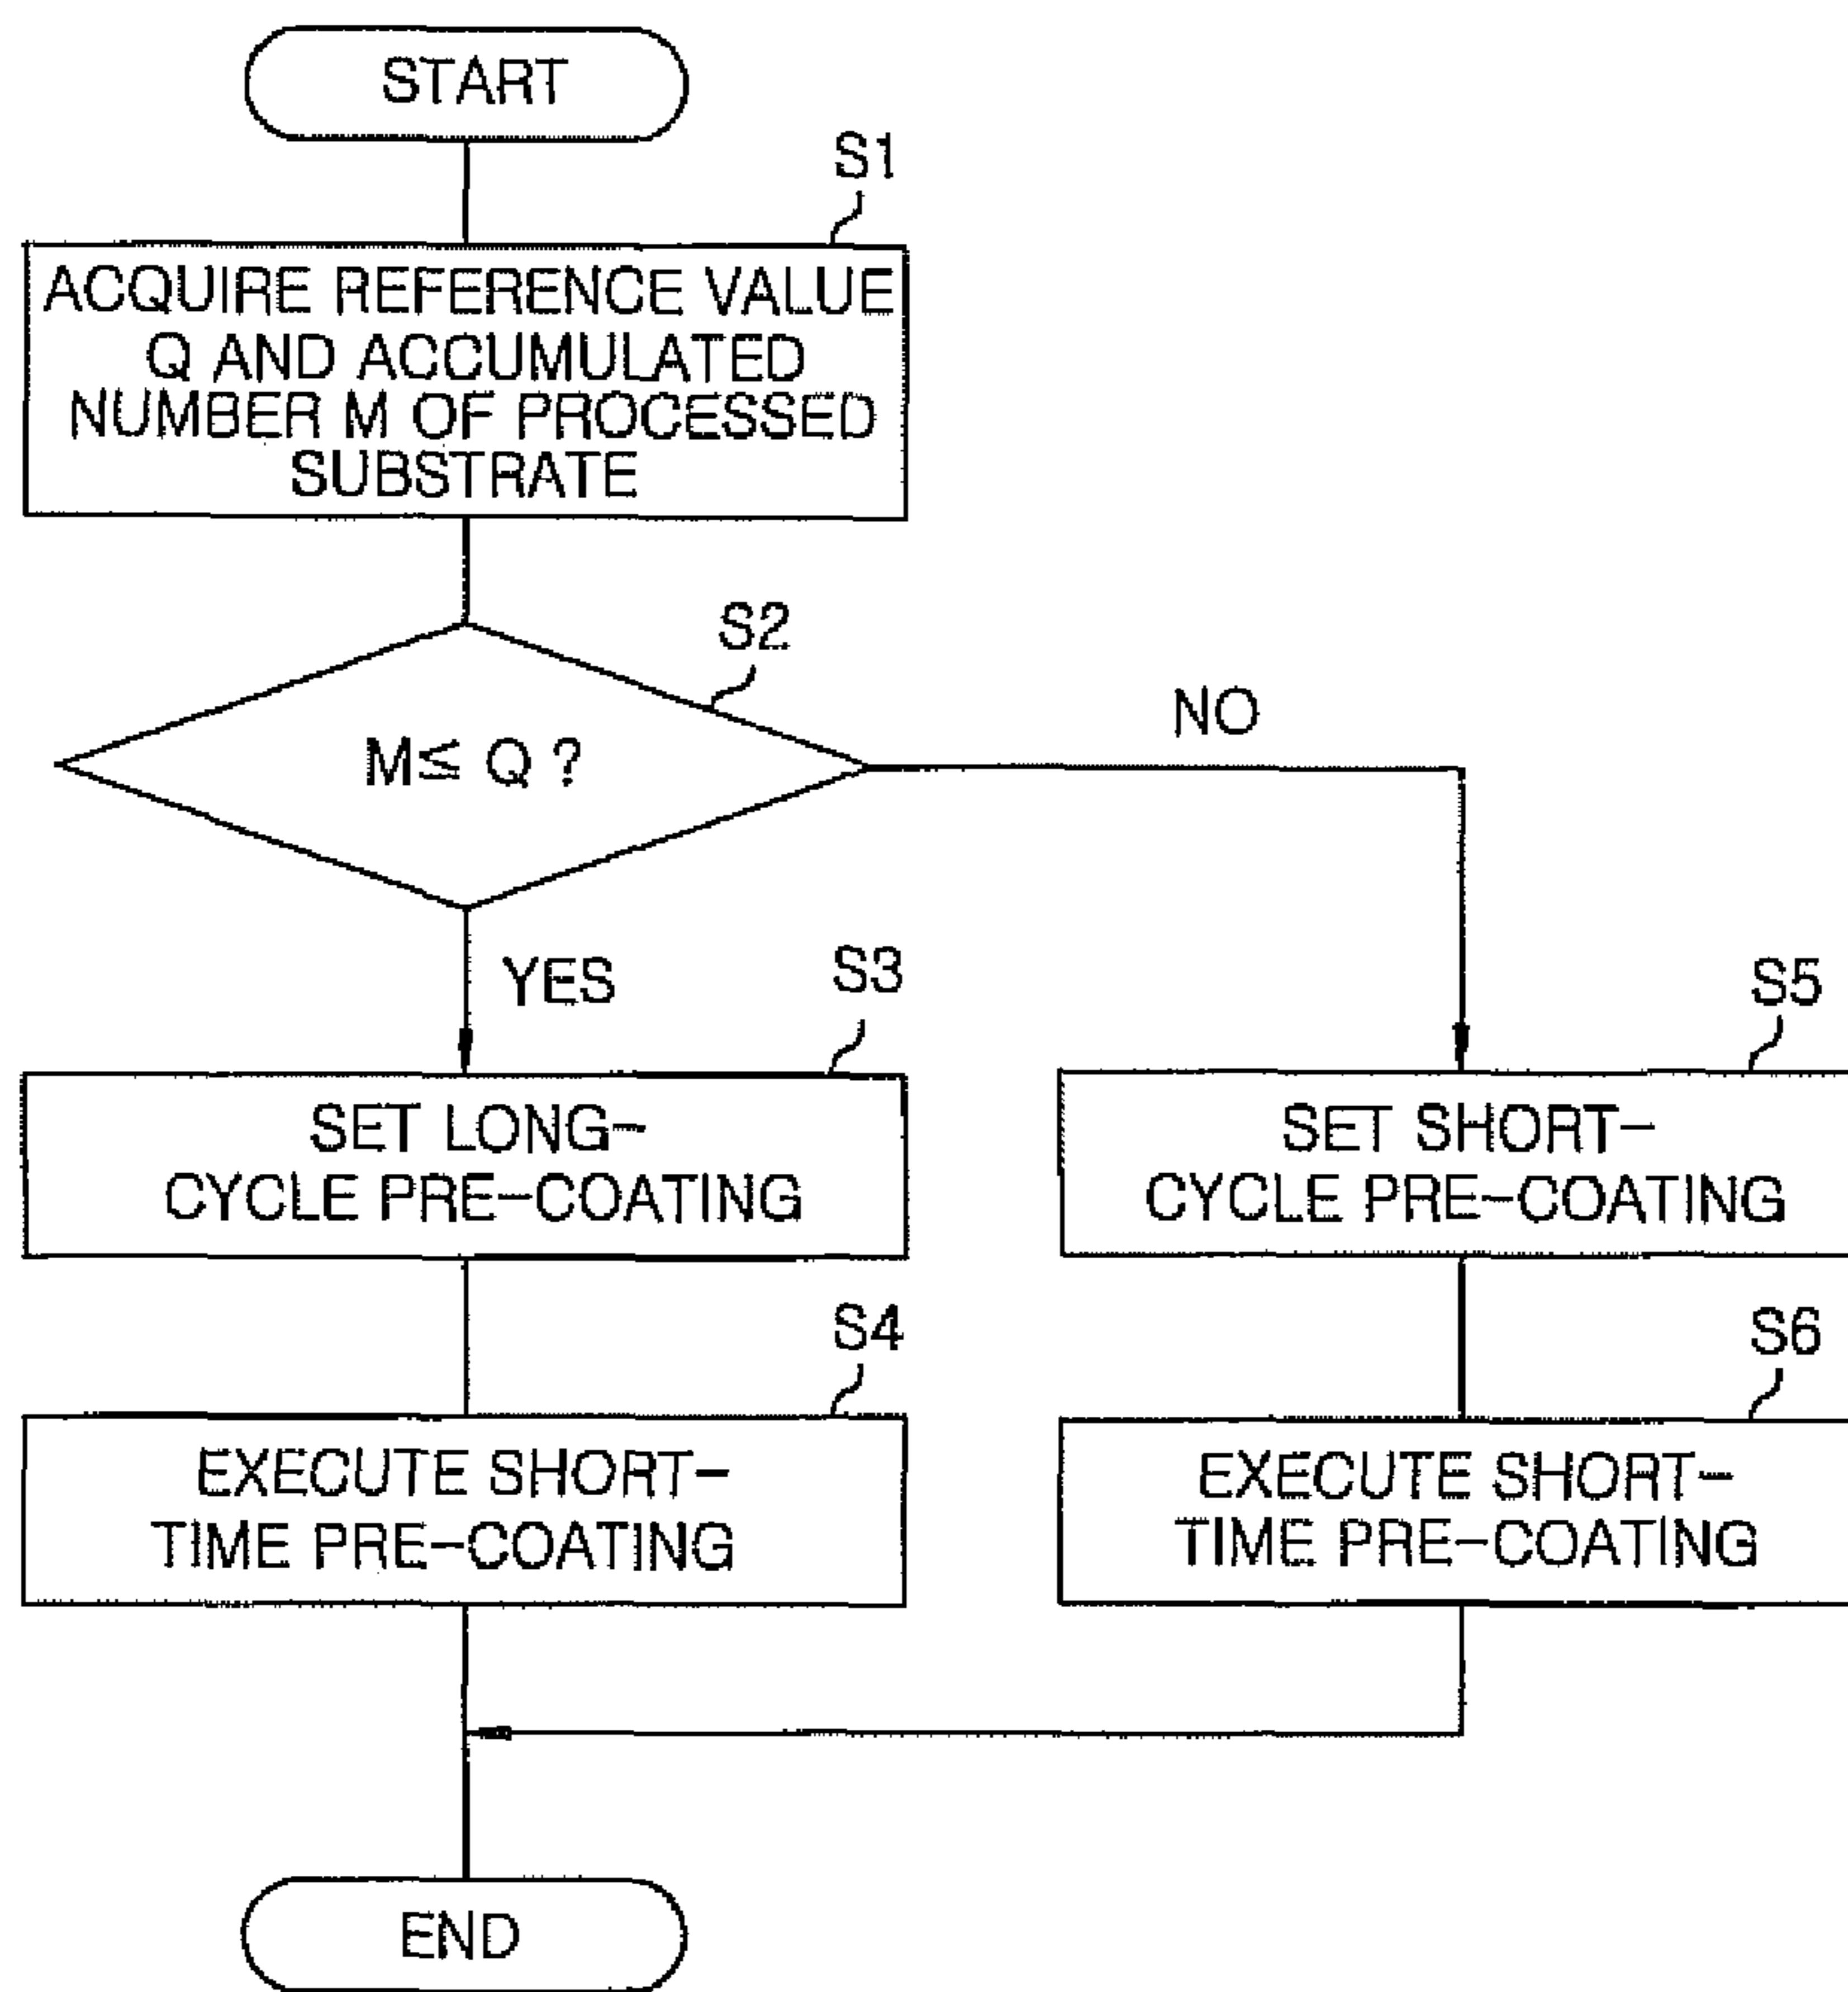 START
S1
ACQUIRE REFERENCE VALUE
Q AND ACCUMULATED
NUMBER M OF PROCESSED
SUBSTRATE
S2
M≦ Q ?
NO
YES
S3
SET LONG-
CYCLE PRE-COATING
S5
SET SHORT-
CYCLE PRE-COATING
S4
EXECUTE SHORT-
TIME PRE-COATING
S6
EXECUTE SHORT-
TIME PRE-COATING
END